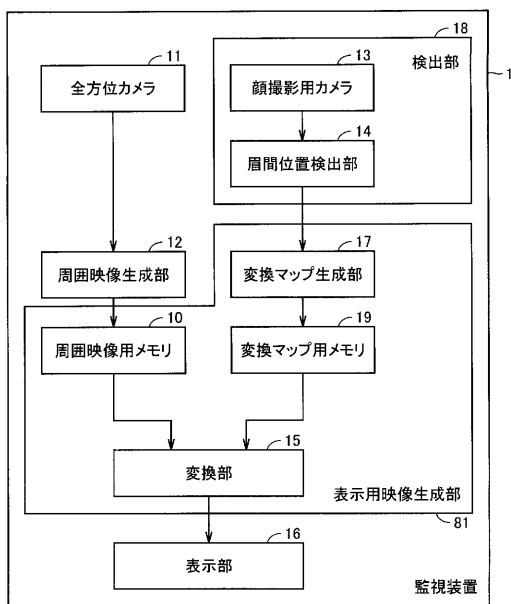 18
検出部
1
11
全方位カメラ
13
顔撮影用カメラ
14
眉間位置検出部
12
周囲映像生成部
17
変換マップ生成部
10
周囲映像用メモリ
19
変換マップ用メモリ
15
変換部
表示用映像生成部
81
16
表示部
監視装置